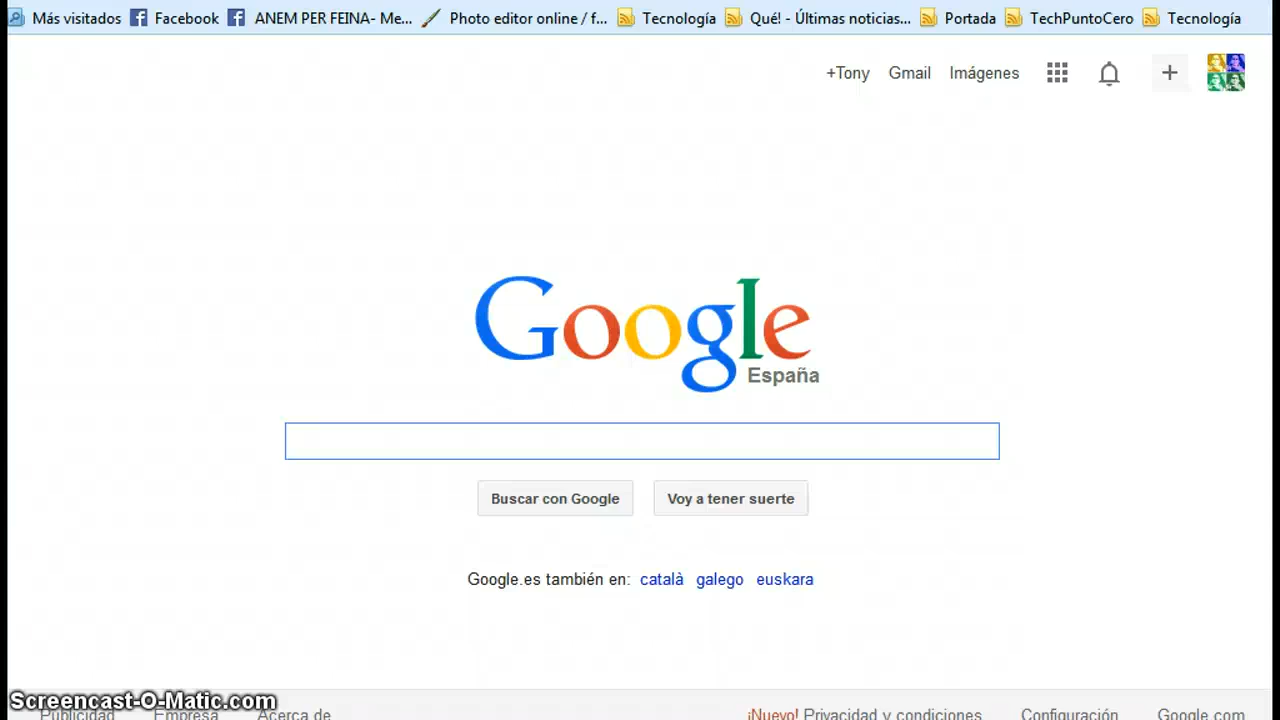 Más visitados Facebook ANEM PER FEINA- Me... Photo editor online / f... Tecnología Qué! - Últimas noticias... Portada TechPuntoCero Tecnología
+Tony Gmail Imágenes
Google
España
Buscar con Google Voy a tener suerte
Google.es también en: català galego euskara
Screencast-O-Matic.com
Publicidad Empresa Acerca de ¡Nuevo! Privacidad y condiciones Configuración Google.com